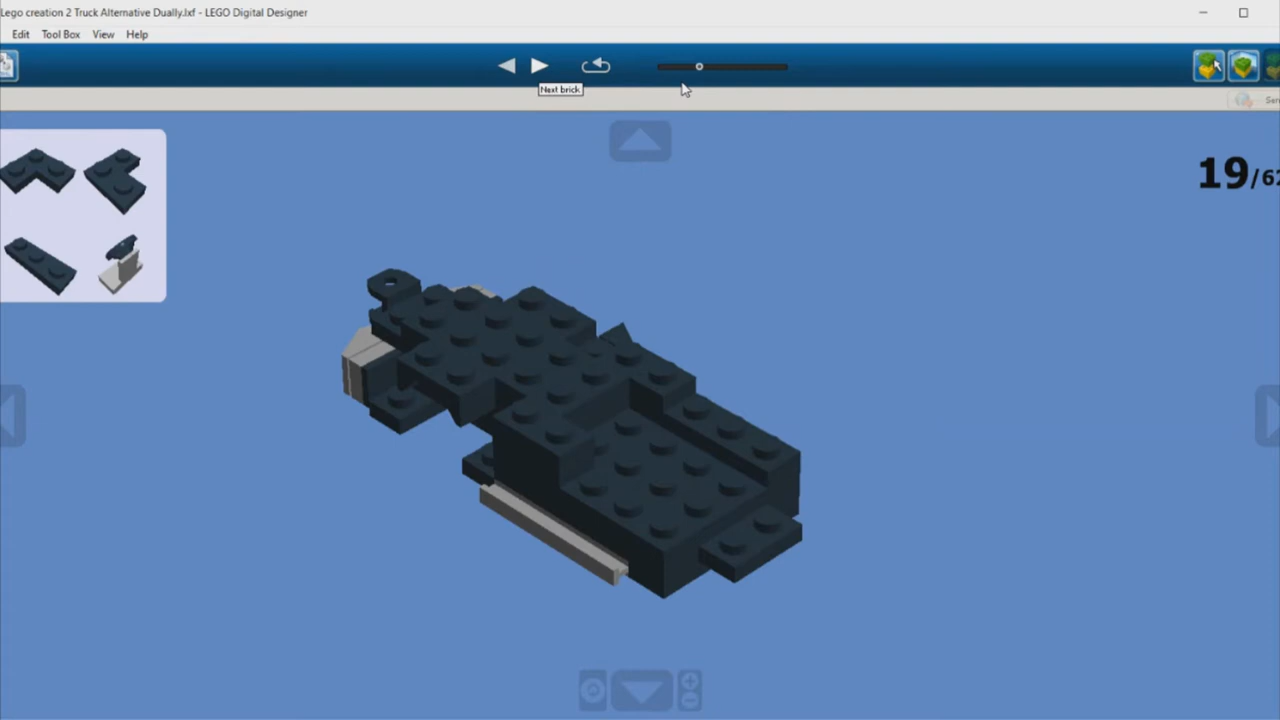 Lego creation 2 Truck Alternative Dually.lxf - LEGO Digital Designer
Edit Tool Box View Help
Next brick
19/62